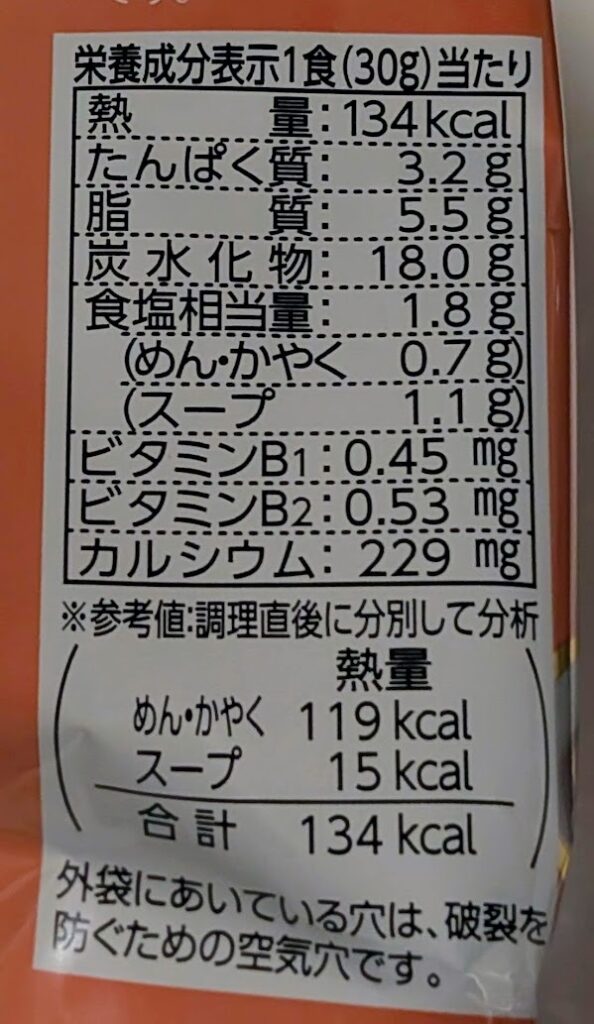 栄養成分表示1食(30g)当たり
熱量:134kcal
たんぱく質: 3.2g
脂質: 5.5g
炭水化物: 18.0g
食塩相当量: 1.8g
(めん・かやく 0.7g)
(スープ 1.1g)
ビタミンB1:0.45mg
ビタミンB2:0.53mg
カルシウム: 229mg
※参考値:調理直後に分別して分析
熱量
めん・かやく 119kcal
スープ 15kcal
合計 134kcal
外袋にあいている穴は、破裂を
防ぐための空気穴です。